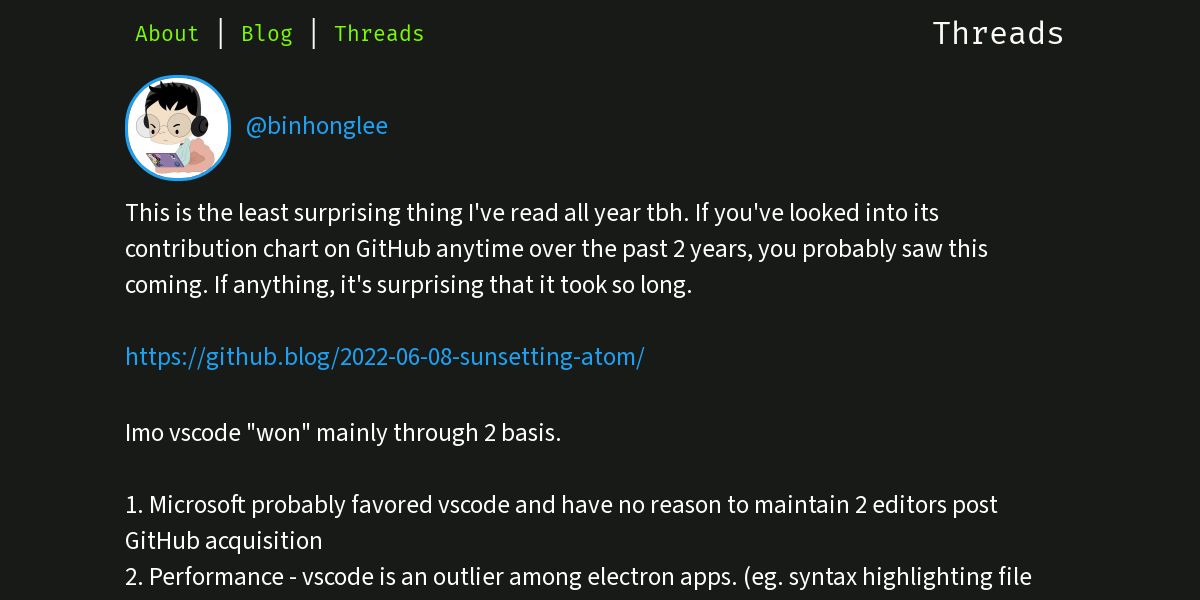 About | Blog | Threads
Threads
@binhonglee
This is the least surprising thing I've read all year tbh. If you've looked into its
contribution chart on GitHub anytime over the past 2 years, you probably saw this
coming. If anything, it's surprising that it took so long.
https://github.blog/2022-06-08-sunsetting-atom/
Imo vscode "won" mainly through 2 basis.
1. Microsoft probably favored vscode and have no reason to maintain 2 editors post
GitHub acquisition
2. Performance - vscode is an outlier among electron apps. (eg. syntax highlighting file